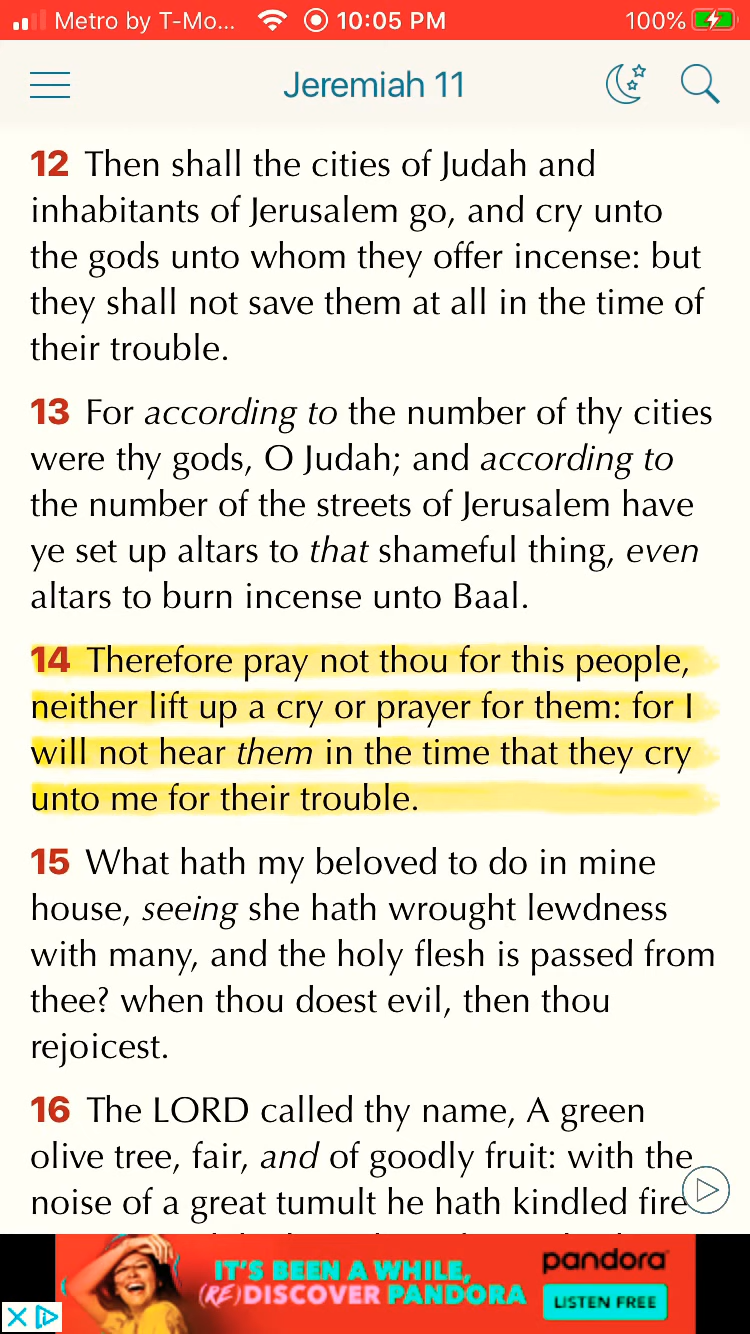 Metro by T-Mo... 10:05 PM 100%
Jeremiah 11
12 Then shall the cities of Judah and
inhabitants of Jerusalem go, and cry unto
the gods unto whom they offer incense: but
they shall not save them at all in the time of
their trouble.
13 For according to the number of thy cities
were thy gods, O Judah; and according to
the number of the streets of Jerusalem have
ye set up altars to that shameful thing, even
altars to burn incense unto Baal.
14 Therefore pray not thou for this people,
neither lift up a cry or prayer for them: for I
will not hear them in the time that they cry
unto me for their trouble.
15 What hath my beloved to do in mine
house, seeing she hath wrought lewdness
with many, and the holy flesh is passed from
thee? when thou doest evil, then thou
rejoicest.
16 The LORD called thy name, A green
olive tree, fair, and of goodly fruit: with the
noise of a great tumult he hath kindled fire
IT'S BEEN A WHILE,
(RE)DISCOVER PANDORA
pandora
LISTEN FREE